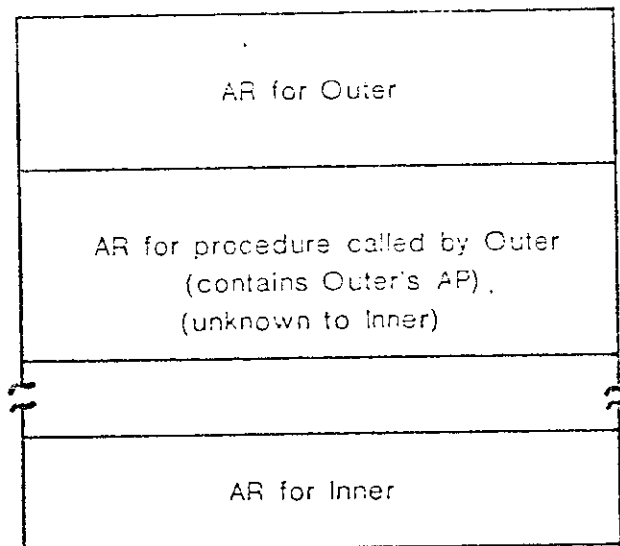 AR for Outer
AR for procedure called by Outer
(contains Outer's AP).
(unknown to Inner)
AR for Inner